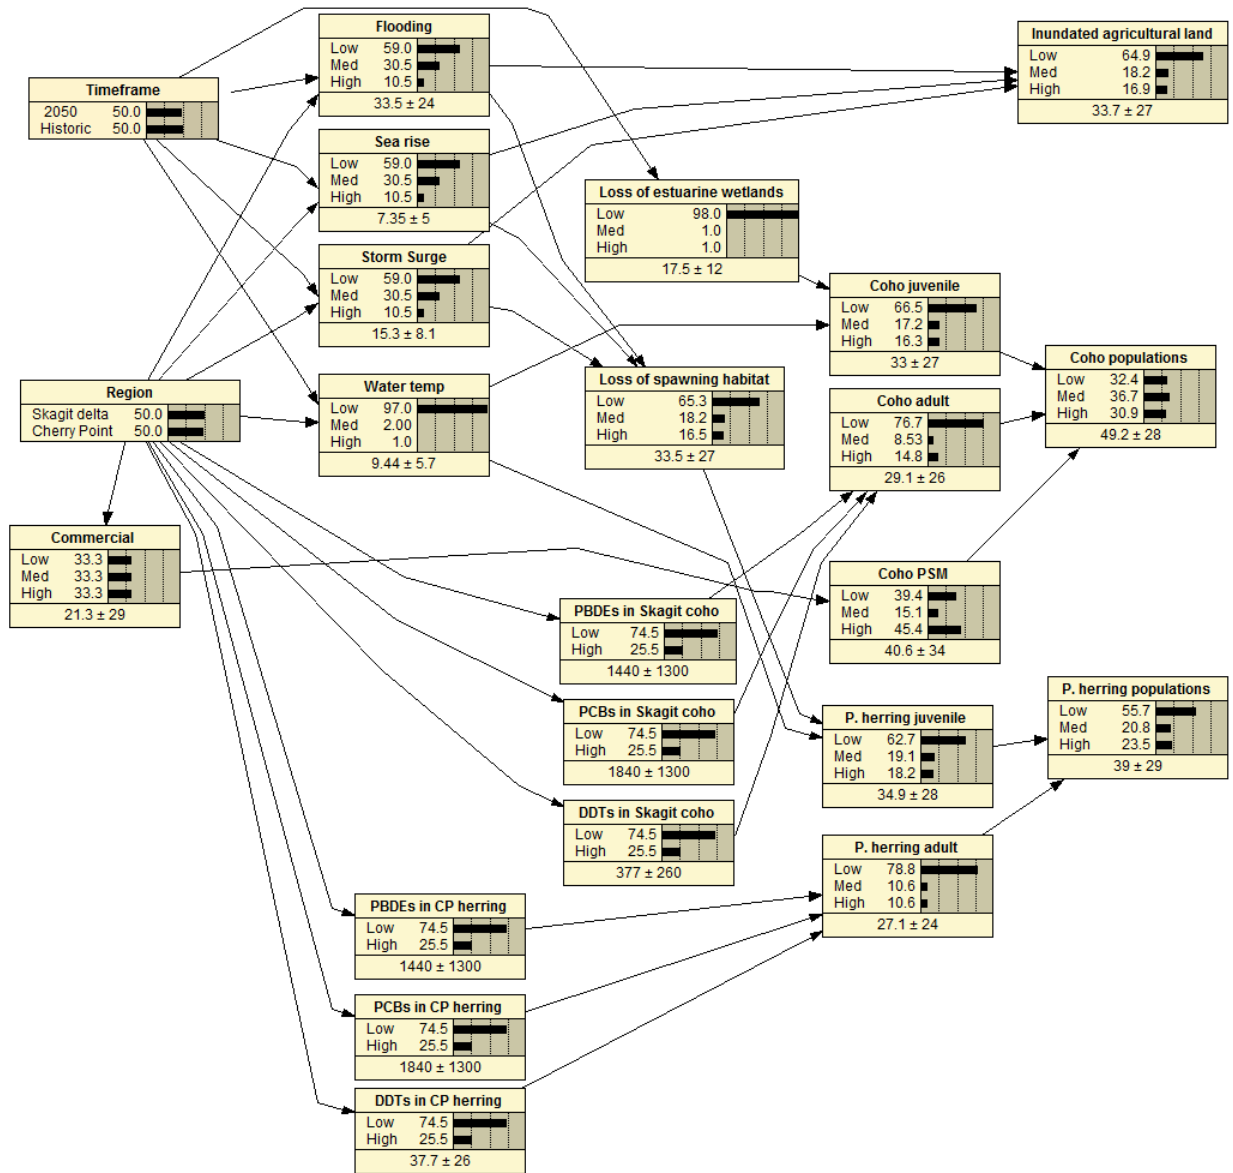 Flooding
Low 59.0
Med 30.5
High 10.5
33.5 ± 24
Inundated agricultural land
Low 64.9
Med 18.2
High 16.9
33.7 ± 27
Timeframe
2050 50.0
Historic 50.0
Sea rise
Low 59.0
Med 30.5
High 10.5
7.35 ± 5
Loss of estuarine wetlands
Low 98.0
Med 1.0
High 1.0
17.5 ± 12
Storm Surge
Low 59.0
Med 30.5
High 10.5
15.3 ± 8.1
Coho juvenile
Low 66.5
Med 17.2
High 16.3
33 ± 27
Coho populations
Low 32.4
Med 36.7
High 30.9
49.2 ± 28
Region
Skagit delta 50.0
Cherry Point 50.0
Water temp
Low 97.0
Med 2.00
High 1.0
9.44 ± 5.7
Loss of spawning habitat
Low 65.3
Med 18.2
High 16.5
33.5 ± 27
Coho adult
Low 76.7
Med 8.53
High 14.8
29.1 ± 26
Commercial
Low 33.3
Med 33.3
High 33.3
21.3 ± 29
Coho PSM
Low 39.4
Med 15.1
High 45.4
40.6 ± 34
PBDEs in Skagit coho
Low 74.5
High 25.5
1440 ± 1300
PCBs in Skagit coho
Low 74.5
High 25.5
1840 ± 1300
P. herring juvenile
Low 62.7
Med 19.1
High 18.2
34.9 ± 28
P. herring populations
Low 55.7
Med 20.8
High 23.5
39 ± 29
DDTs in Skagit coho
Low 74.5
High 25.5
377 ± 260
P. herring adult
Low 78.8
Med 10.6
High 10.6
27.1 ± 24
PBDEs in CP herring
Low 74.5
High 25.5
1440 ± 1300
PCBs in CP herring
Low 74.5
High 25.5
1840 ± 1300
DDTs in CP herring
Low 74.5
High 25.5
37.7 ± 26